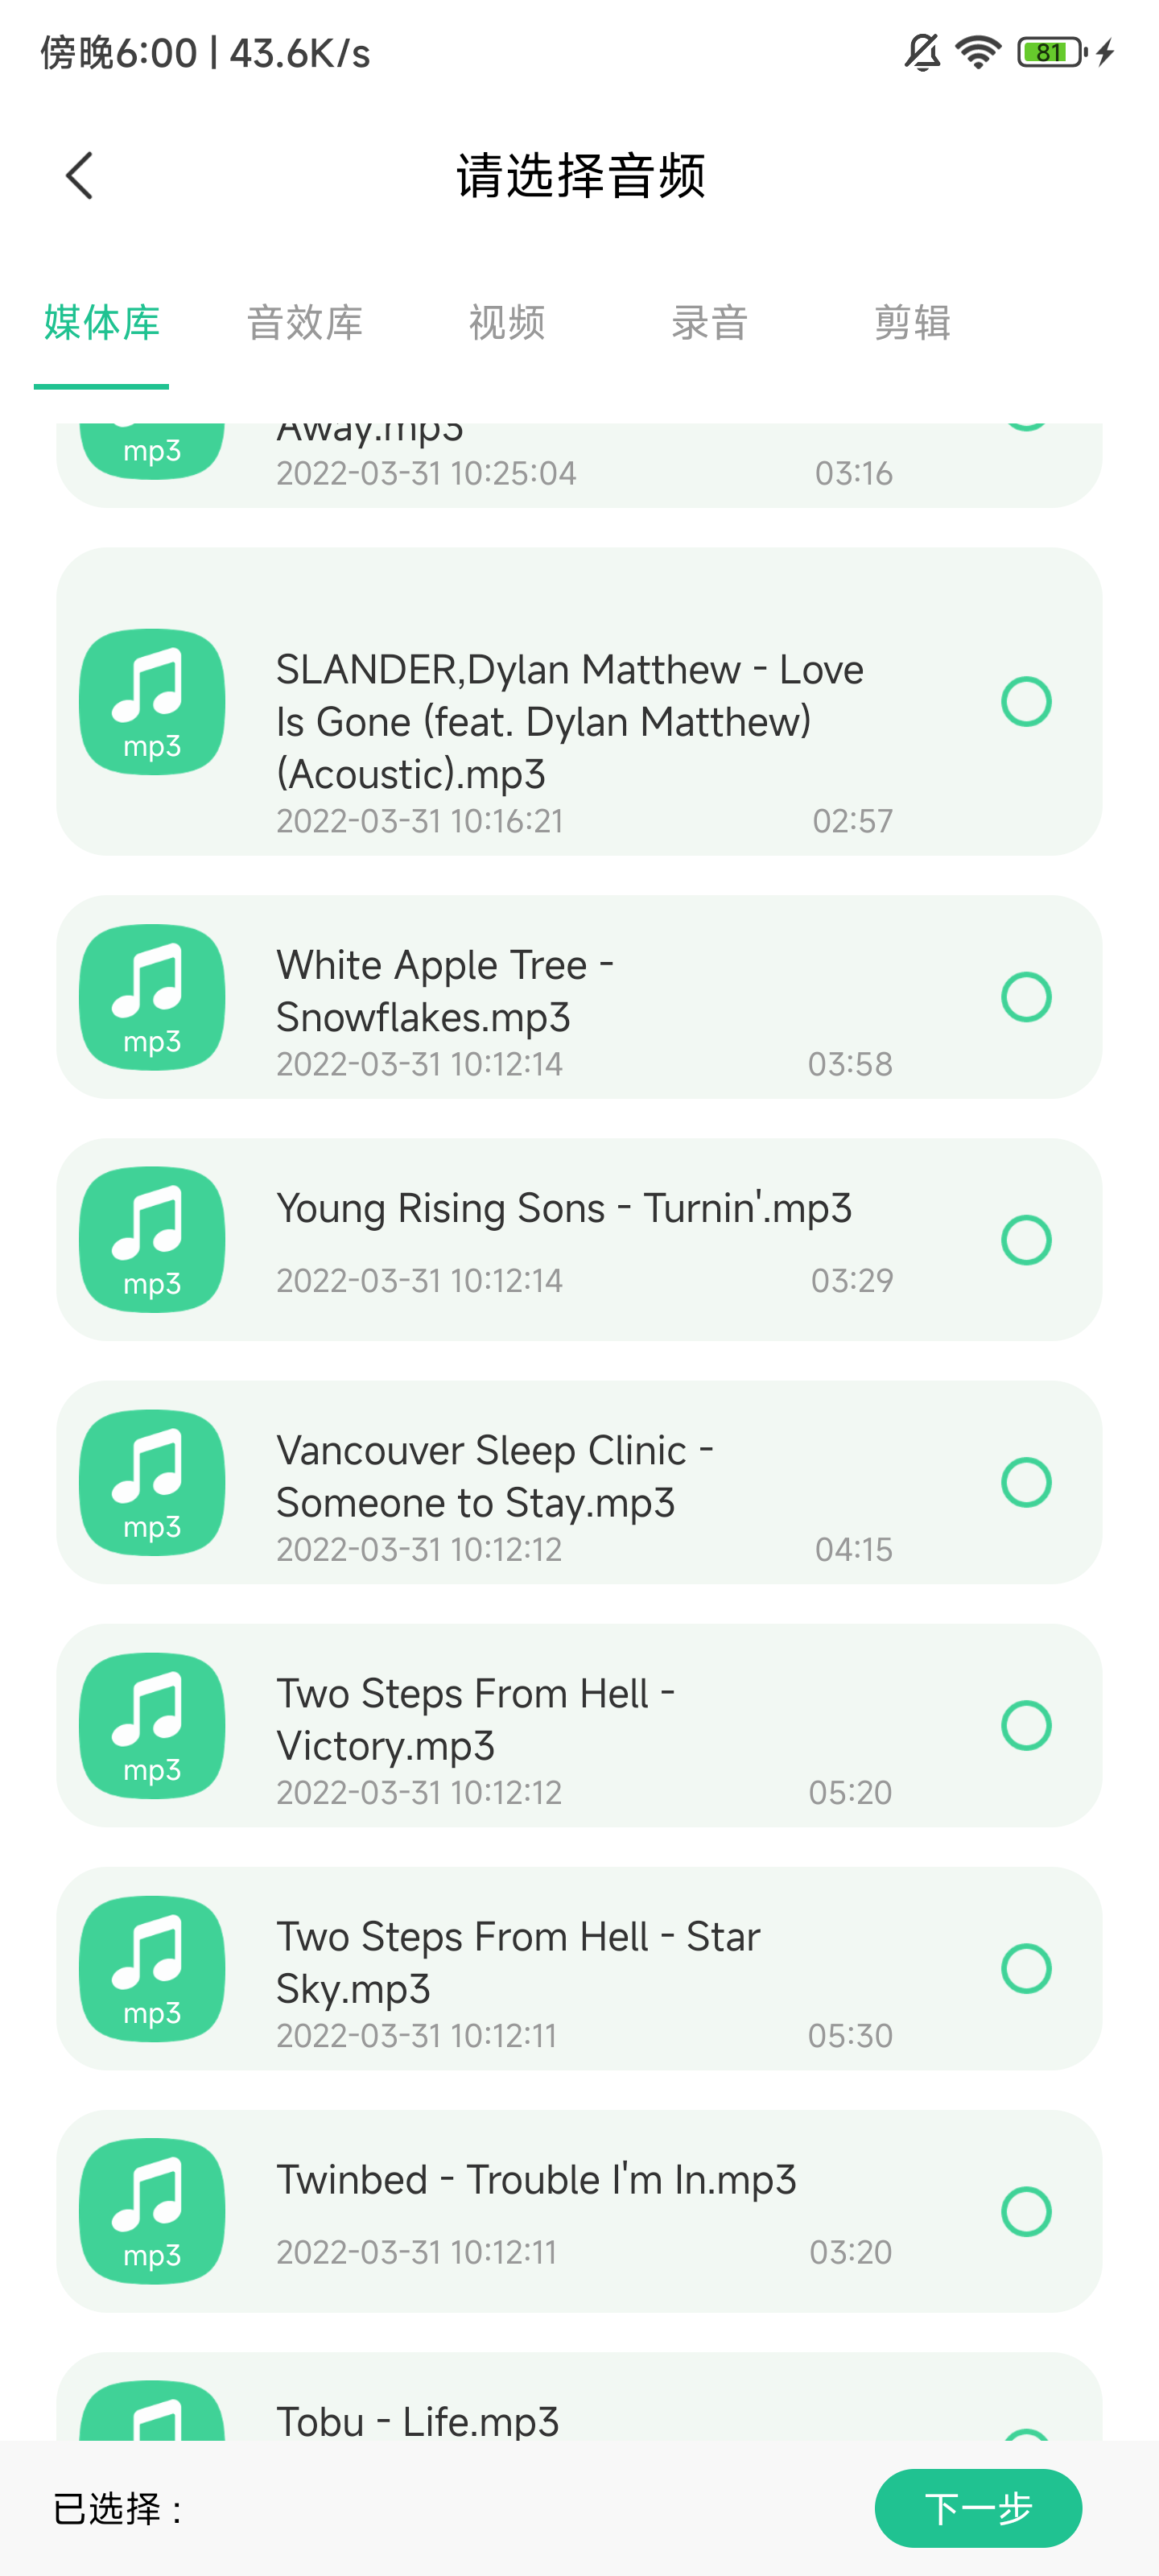 傍晚6:00 | 43.6K/s
81
请选择音频
媒体库 音效库 视频 录音 剪辑
Away.mp3
mp3
2022-03-31 10:25:04 03:16
SLANDER,Dylan Matthew - Love
Is Gone (feat. Dylan Matthew)
(Acoustic).mp3
mp3
2022-03-31 10:16:21 02:57
White Apple Tree -
Snowflakes.mp3
mp3
2022-03-31 10:12:14 03:58
Young Rising Sons - Turnin'.mp3
mp3
2022-03-31 10:12:14 03:29
Vancouver Sleep Clinic -
Someone to Stay.mp3
mp3
2022-03-31 10:12:12 04:15
Two Steps From Hell -
Victory.mp3
mp3
2022-03-31 10:12:12 05:20
Two Steps From Hell - Star
Sky.mp3
mp3
2022-03-31 10:12:11 05:30
Twinbed - Trouble I'm In.mp3
mp3
2022-03-31 10:12:11 03:20
Tobu - Life.mp3
已选择：
下一步